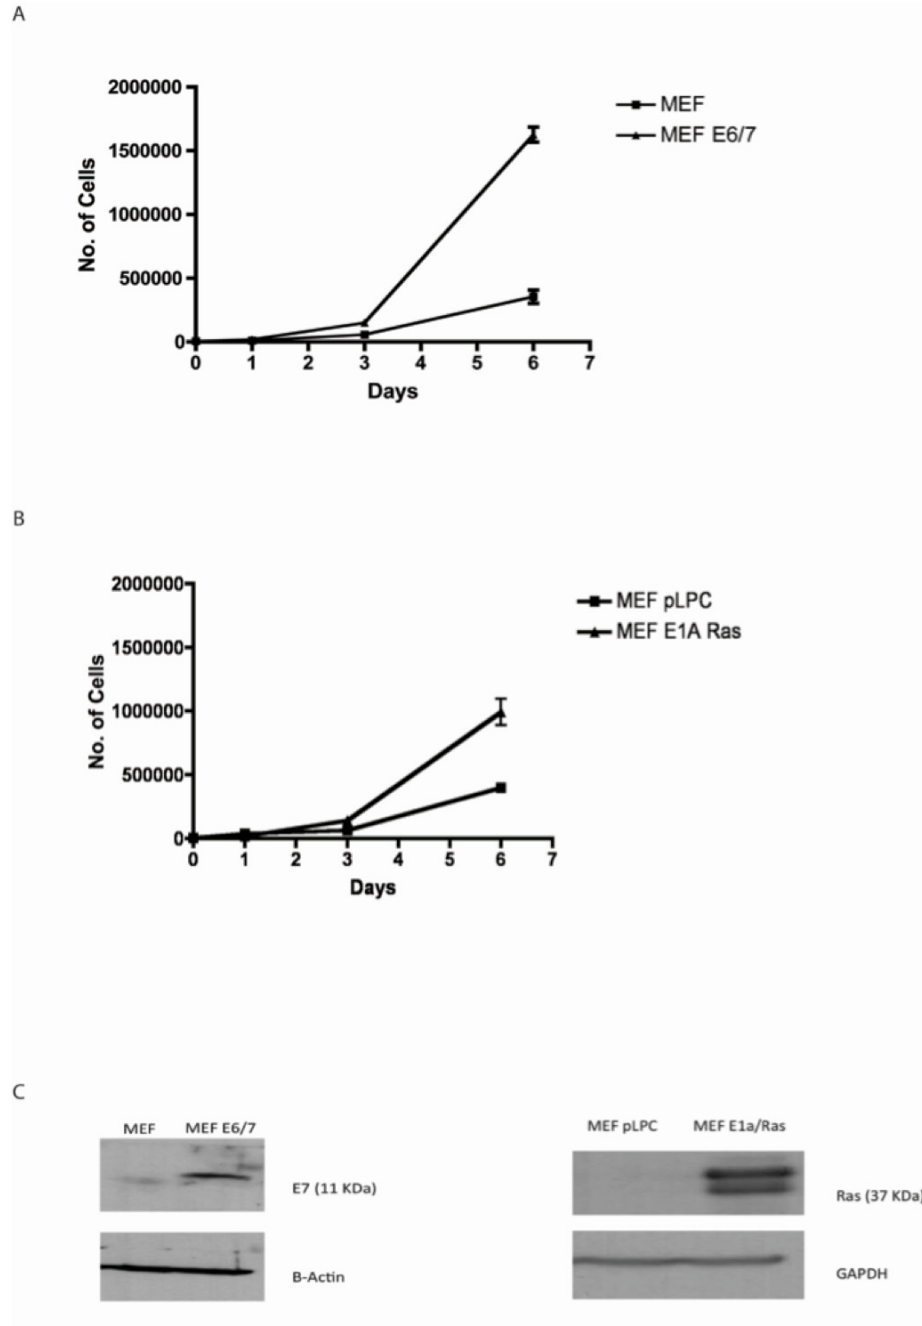 A
2000000
1500000
1000000
500000
0
No. of Cells
0 1 2 3 4 5 6 7
Days
MEF
MEF E6/7
B
2000000
1500000
1000000
500000
0
No. of Cells
0 1 2 3 4 5 6 7
Days
MEF pLPC
MEF E1A Ras
C
MEF MEF E6/7
E7 (11 KDa)
B-Actin
MEF pLPC MEF E1a/Ras
Ras (37 KDa)
GAPDH